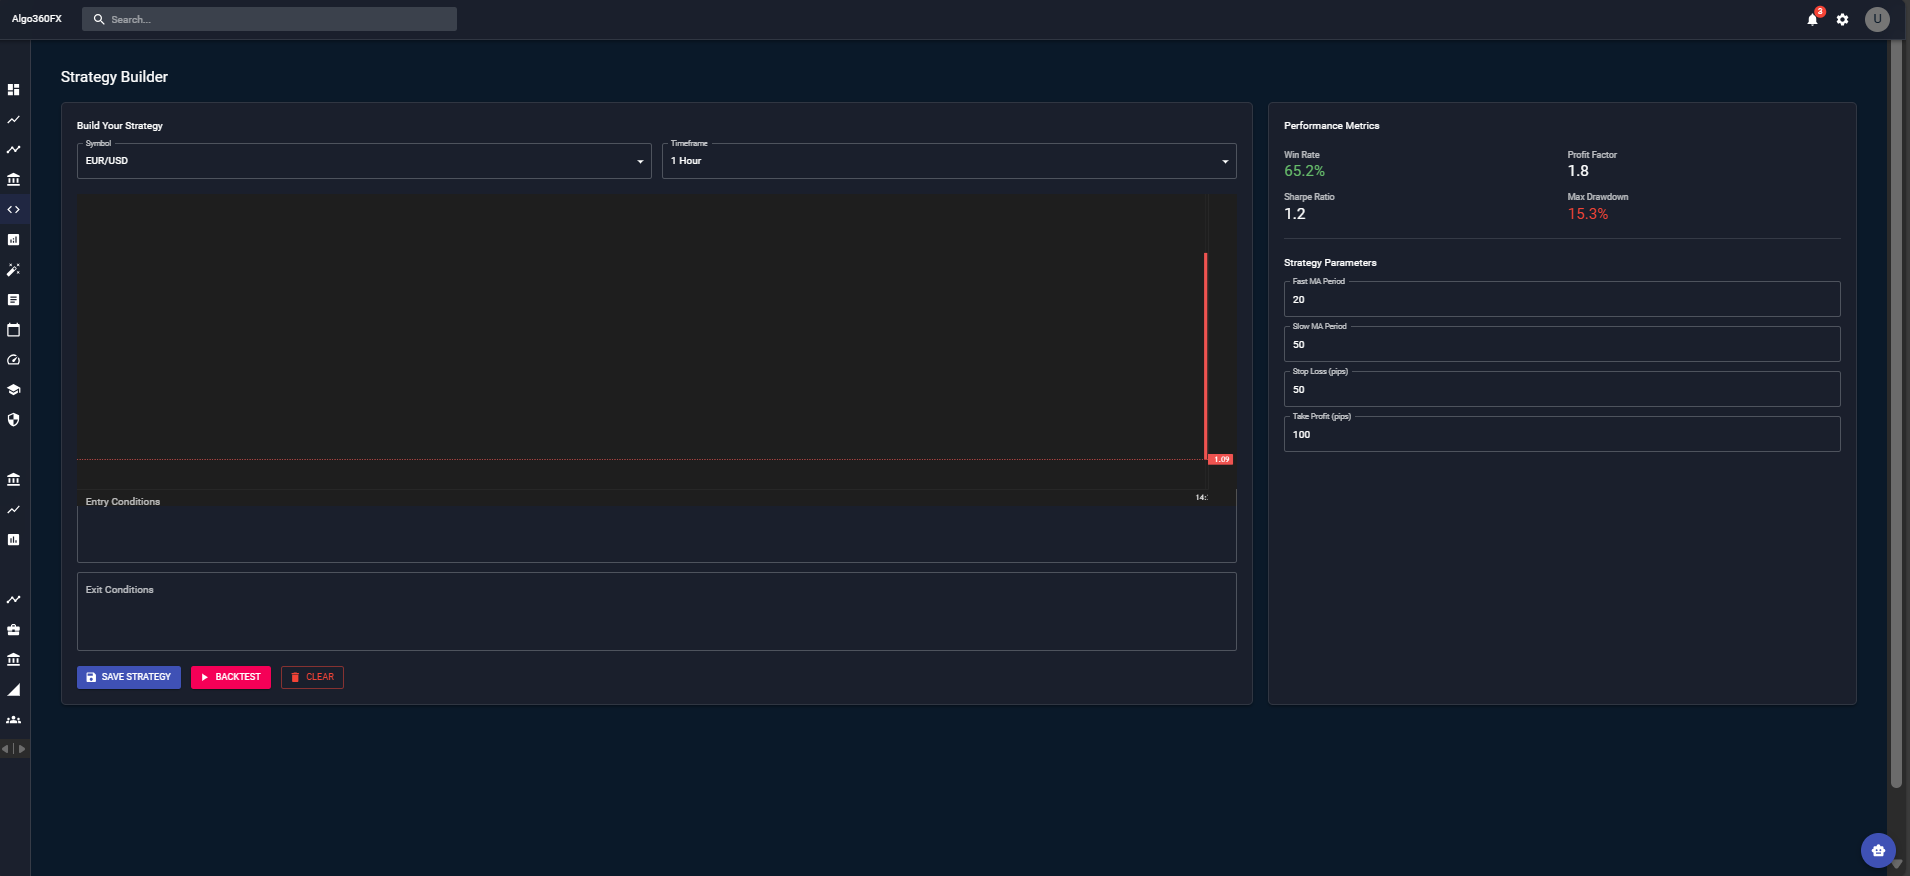 Algo360FX
Search...
3
U
Strategy Builder
Build Your Strategy
Symbol
EUR/USD
Timeframe
1 Hour
1.09
14:
Entry Conditions
Exit Conditions
SAVE STRATEGY
BACKTEST
CLEAR
Performance Metrics
Win Rate
65.2%
Profit Factor
1.8
Sharpe Ratio
1.2
Max Drawdown
15.3%
Strategy Parameters
Fast MA Period
20
Slow MA Period
50
Stop Loss (pips)
50
Take Profit (pips)
100